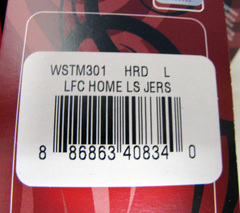 WSTM301 HRD L
LFC HOME LS JERS
8 86863 40834 0